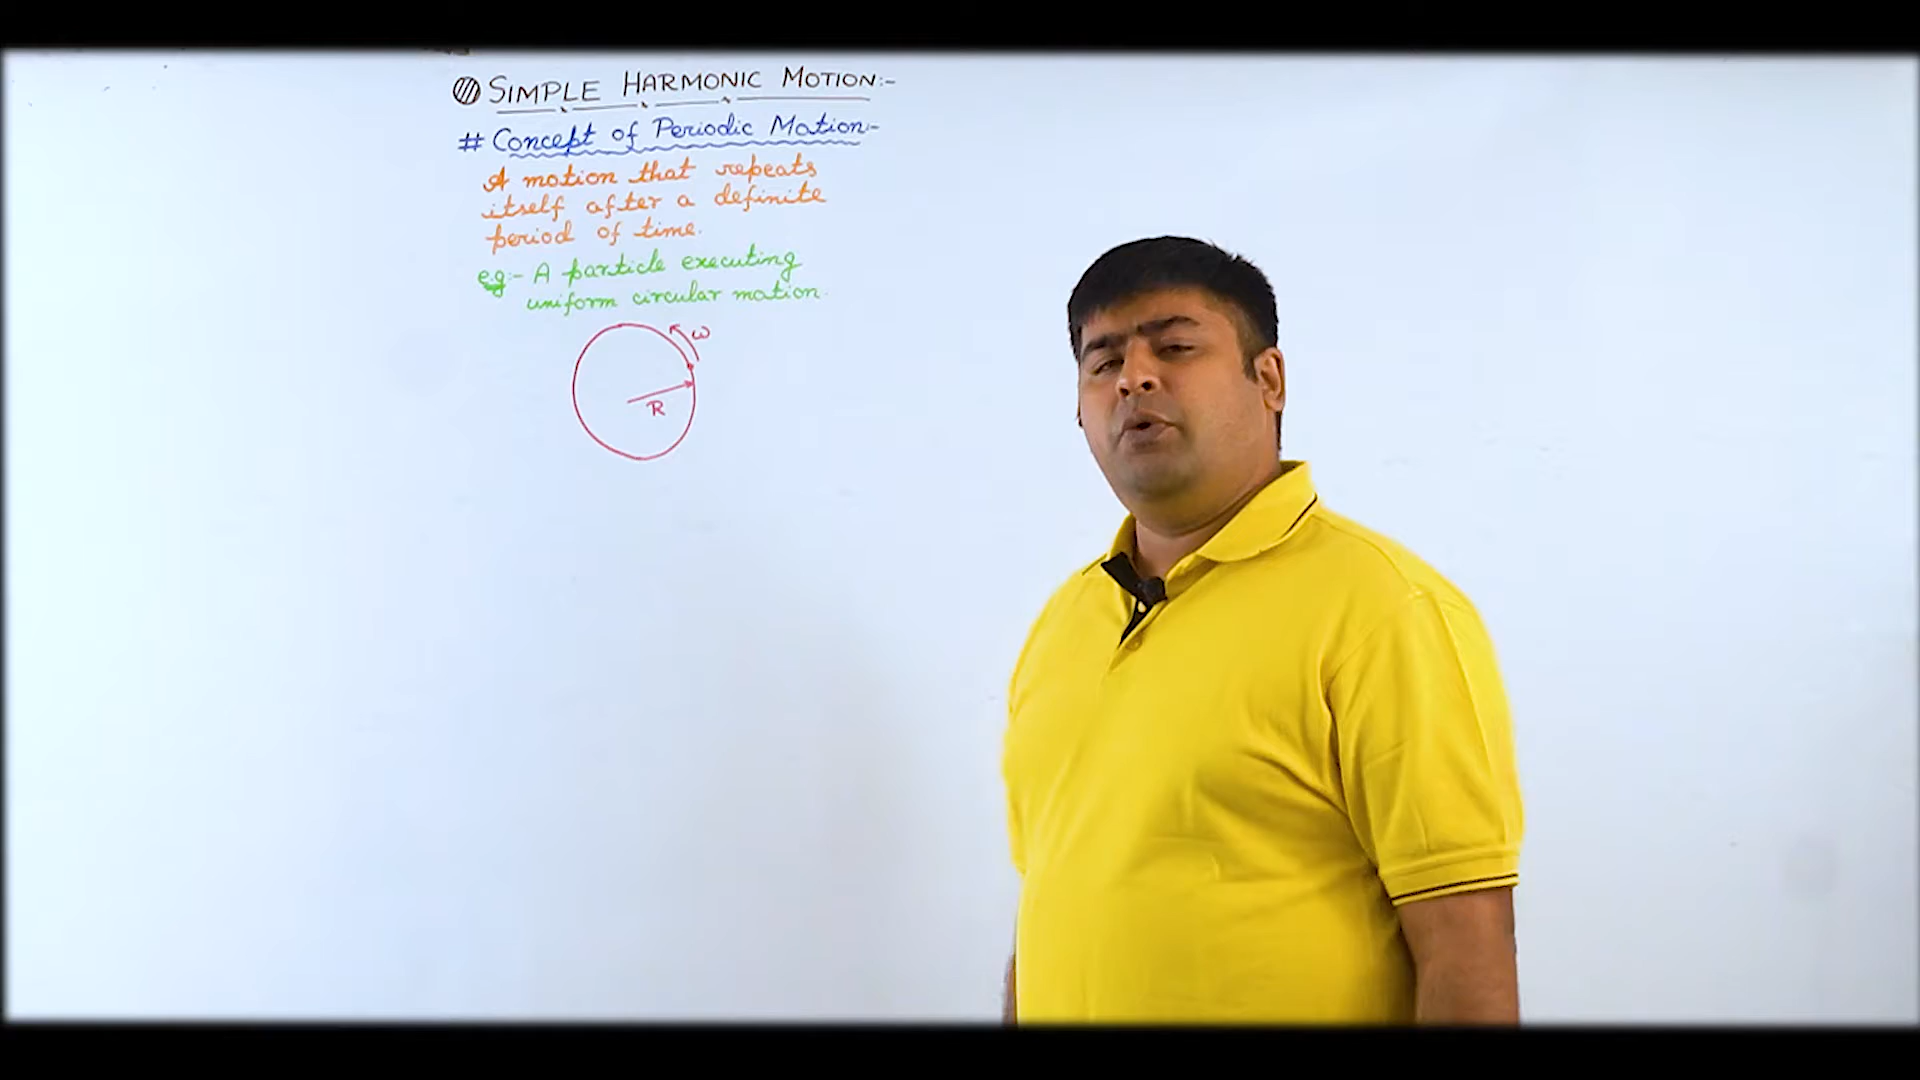 SIMPLE HARMONIC MOTION:-
# Concept of Periodic Motion:-
A motion that repeats
itself after a definite
period of time.
e.g:- A particle executing
uniform circular motion.
ω
R